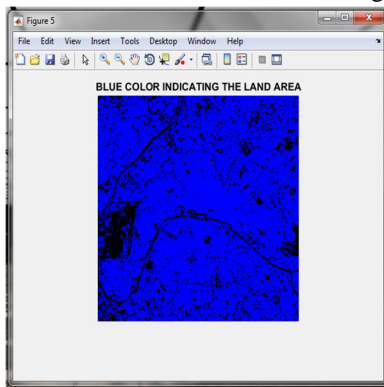 Figure 5
File Edit View Insert Tools Desktop Window Help
BLUE COLOR INDICATING THE LAND AREA